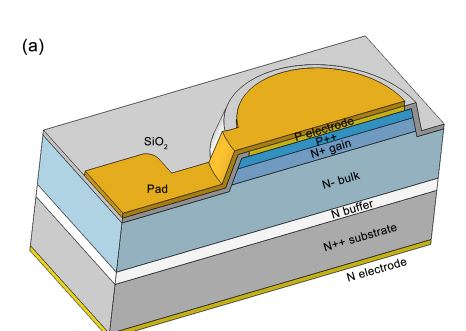 (a)
SiO₂
P electrode
P++
N+ gain
Pad
N- bulk
N buffer
N++ substrate
N electrode